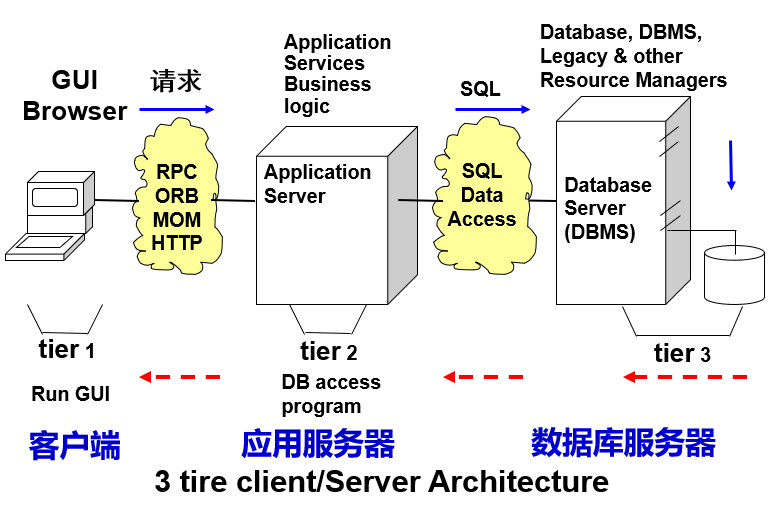 GUI
Browser
请求
Application
Services
Business
logic
SQL
Database, DBMS,
Legacy & other
Resource Managers
RPC
ORB
MOM
HTTP
Application
Server
SQL
Data
Access
Database
Server
(DBMS)
tier 1
tier 2
tier 3
Run GUI
DB access
program
客户端
应用服务器
数据库服务器
3 tire client/Server Architecture